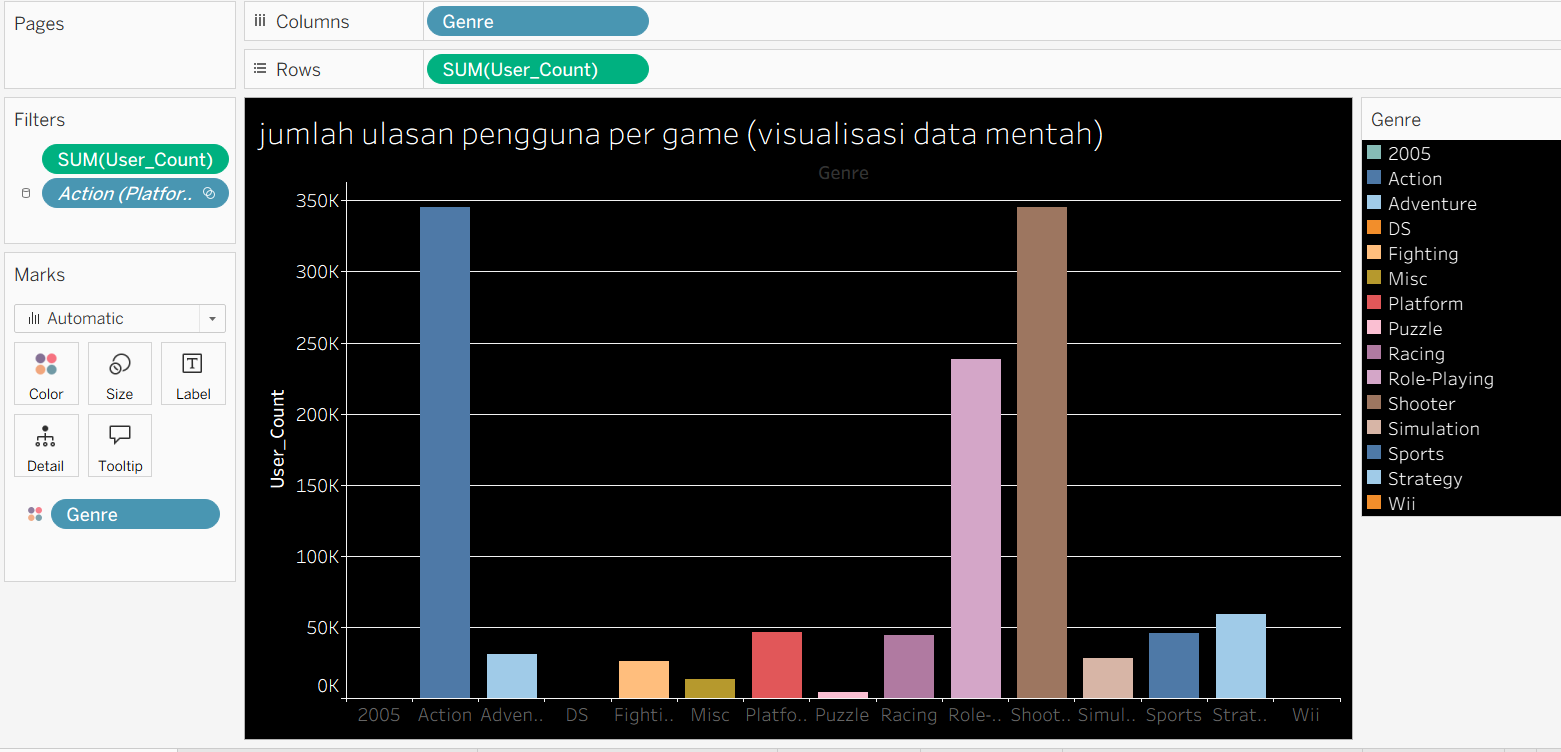 Pages
Columns
Genre
Rows
SUM(User_Count)
Filters
SUM(User_Count)
Action (Platfor..
Marks
Automatic
Color
Size
Label
Detail
Tooltip
Genre
jumlah ulasan pengguna per game (visualisasi data mentah)
Genre
User_Count
350K
300K
250K
200K
150K
100K
50K
0K
2005 Action Adven.. DS Fighti.. Misc Platfo.. Puzzle Racing Role-.. Shoot.. Simul.. Sports Strat.. Wii
Genre
2005
Action
Adventure
DS
Fighting
Misc
Platform
Puzzle
Racing
Role-Playing
Shooter
Simulation
Sports
Strategy
Wii